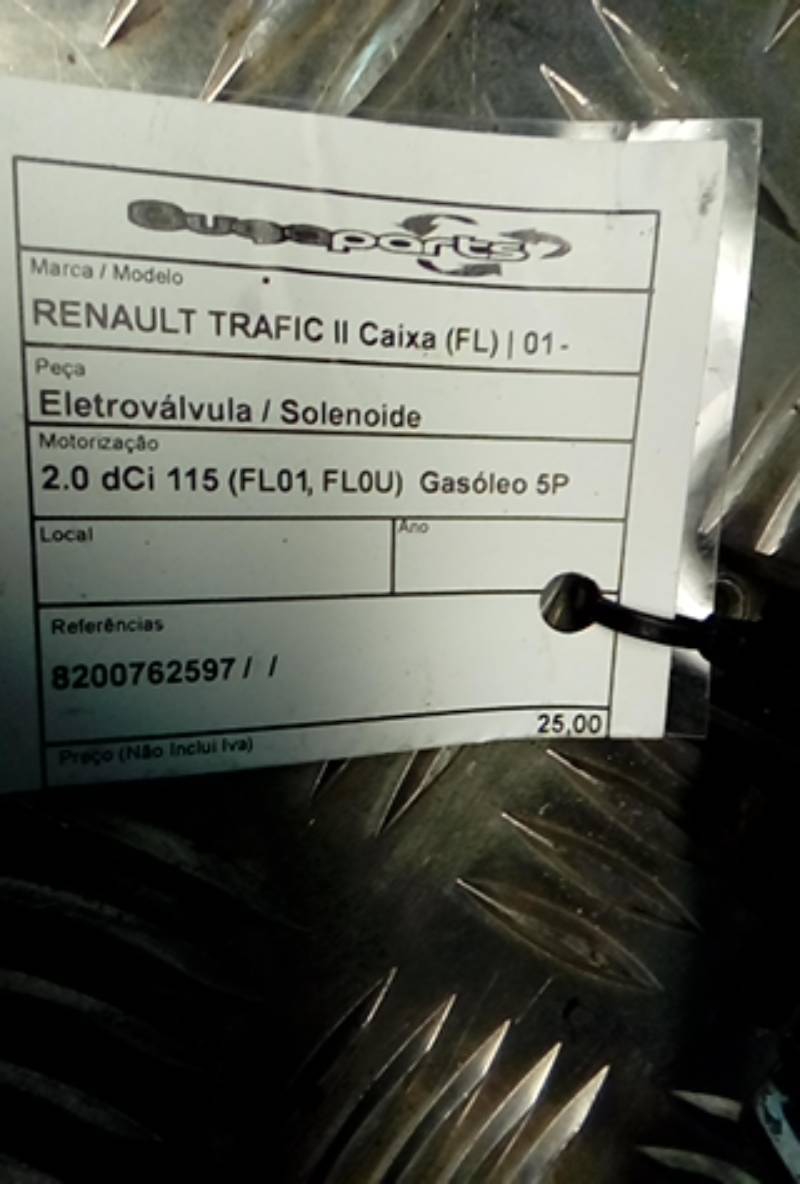 Ougaparts
Marca / Modelo
RENAULT TRAFIC II Caixa (FL) | 01 -
Peça
Eletroválvula / Solenoide
Motorização
2.0 dCi 115 (FL01, FL0U) Gasóleo 5P
Local
Ano
Referências
8200762597 / /
25,00
Preço (Não Inclui Iva)